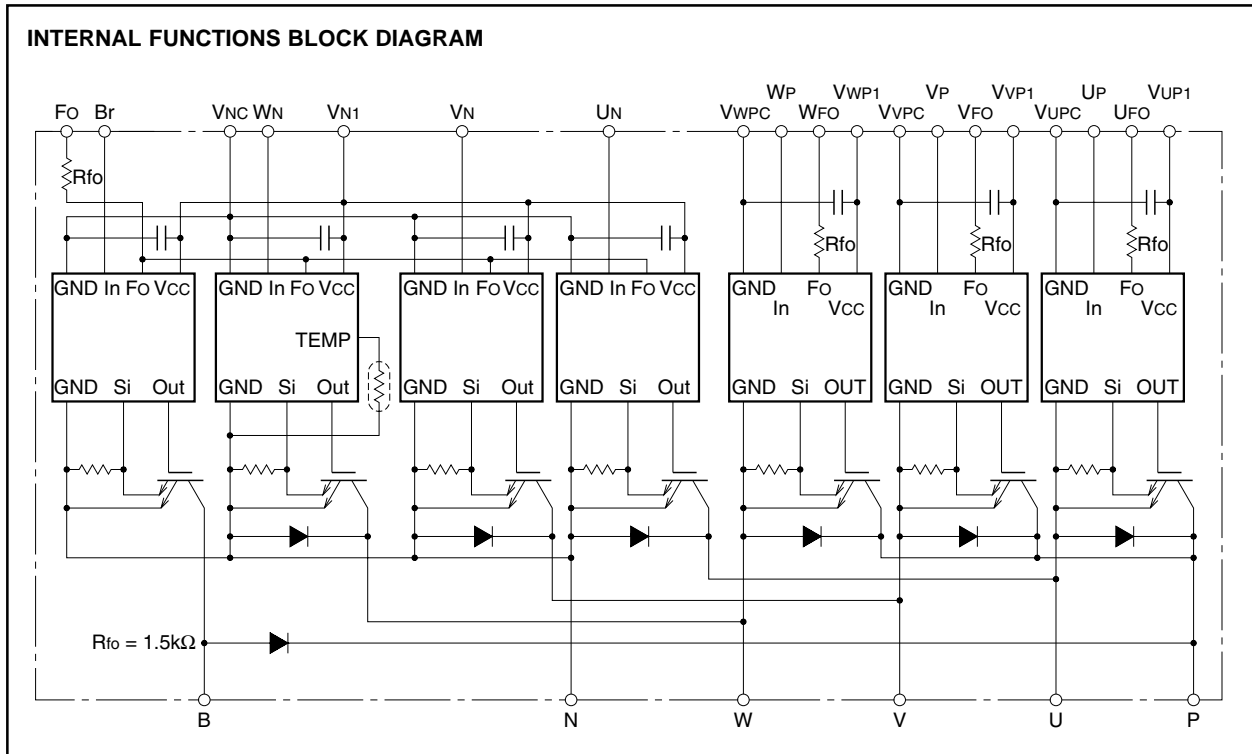 INTERNAL FUNCTIONS BLOCK DIAGRAM
WP VWP1 VP VVP1 UP VUP1
FO Br VNC WN VN1 VN UN VWPC WFO VVPC VFO VUPC UFO
Rfo
Rfo Rfo Rfo
GND In FO VCC GND In FO VCC GND In FO VCC GND In FO VCC GND FO GND FO GND FO
In VCC In VCC In VCC
TEMP
GND Si Out GND Si Out GND Si Out GND Si Out GND Si OUT GND Si OUT GND Si OUT
Rfo = 1.5kΩ
B N W V U P